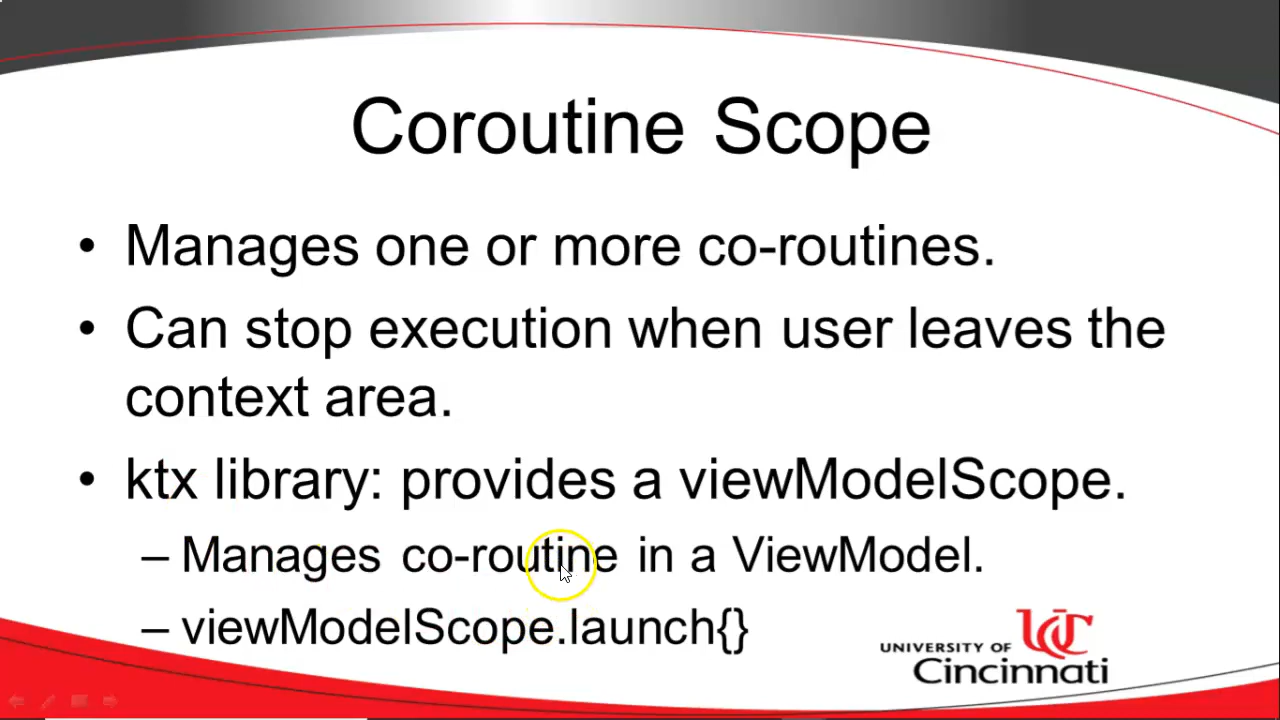 Coroutine Scope
• Manages one or more co-routines.
• Can stop execution when user leaves the
context area.
• ktx library: provides a viewModelScope.
– Manages co-routine in a ViewModel.
– viewModelScope.launch{}
UC
UNIVERSITY OF
Cincinnati